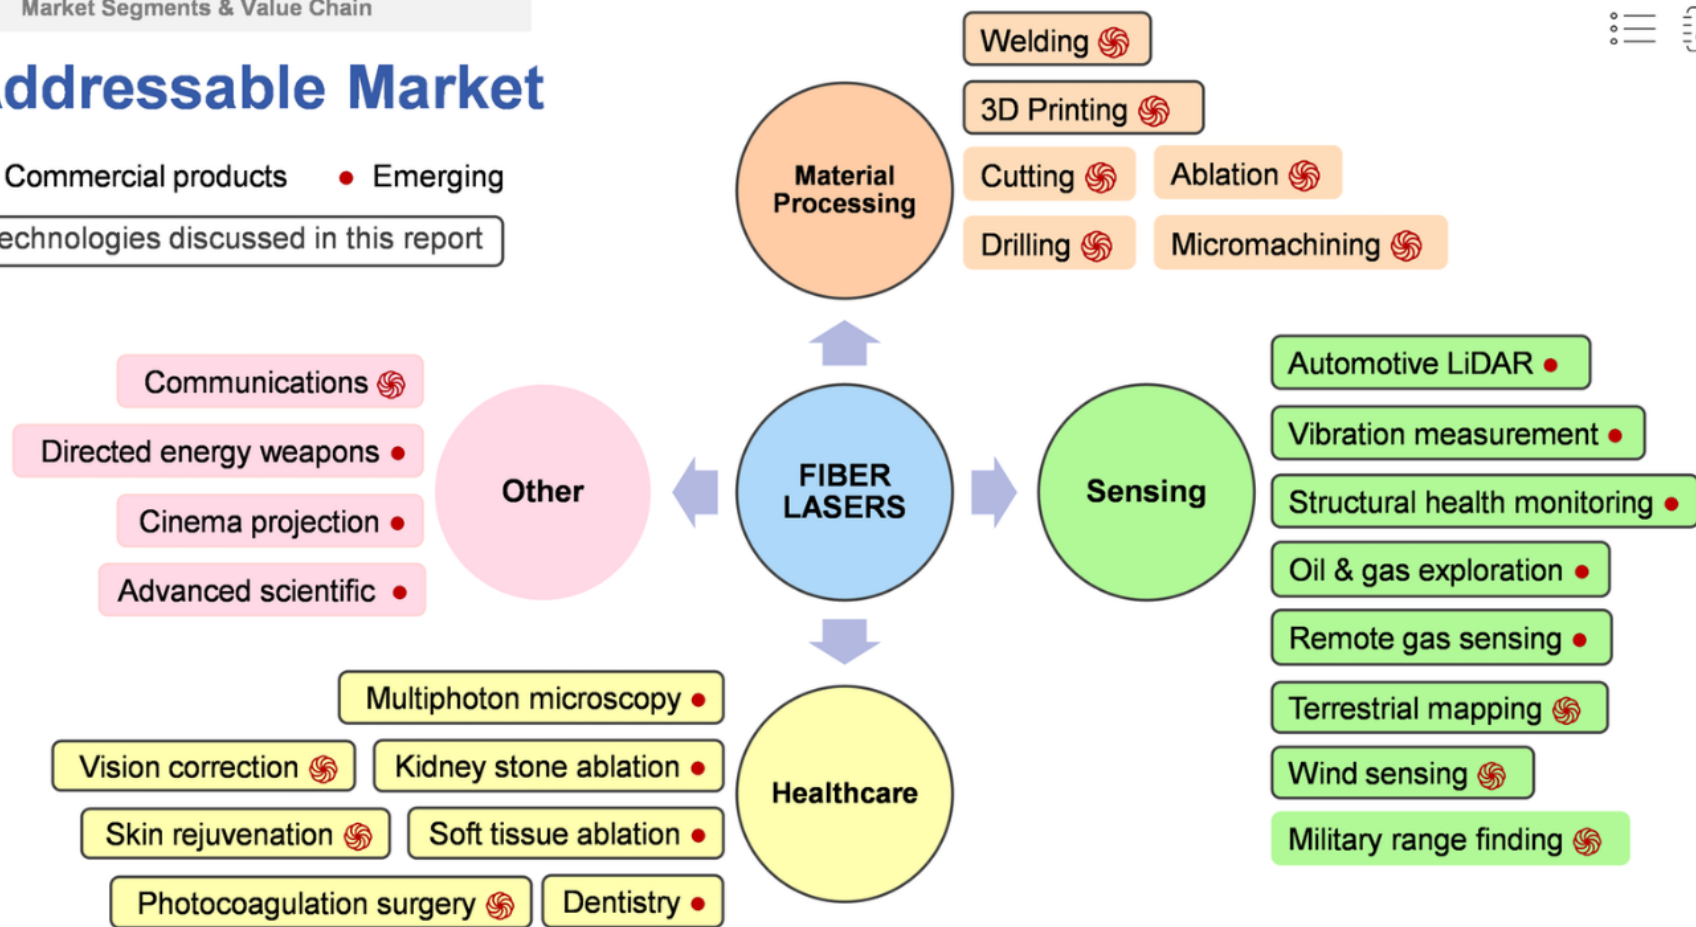 Market Segments & Value Chain
ddressable Market
Commercial products
Emerging
echnologies discussed in this report
Material
Processing
Welding
3D Printing
Cutting
Ablation
Drilling
Micromachining
Communications
Directed energy weapons
Cinema projection
Advanced scientific
Other
FIBER
LASERS
Sensing
Automotive LiDAR
Vibration measurement
Structural health monitoring
Oil & gas exploration
Remote gas sensing
Terrestrial mapping
Wind sensing
Military range finding
Multiphoton microscopy
Vision correction
Kidney stone ablation
Skin rejuvenation
Soft tissue ablation
Photocoagulation surgery
Dentistry
Healthcare